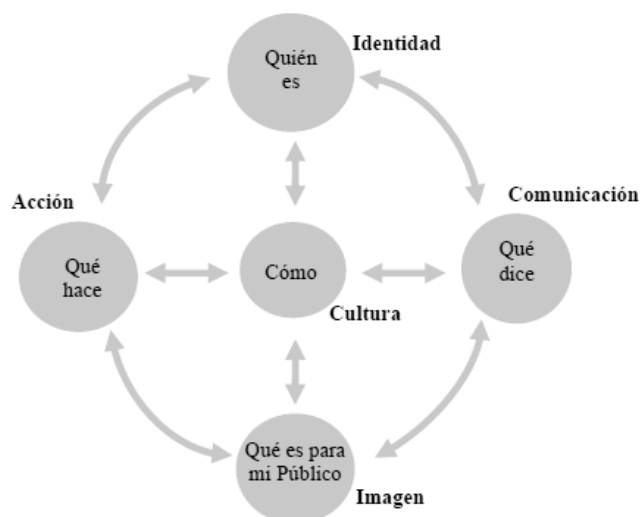 Identidad
Quién
es
Acción
Comunicación
Qué
hace
Cómo
Qué
dice
Cultura
Qué es para
mi Público
Imagen